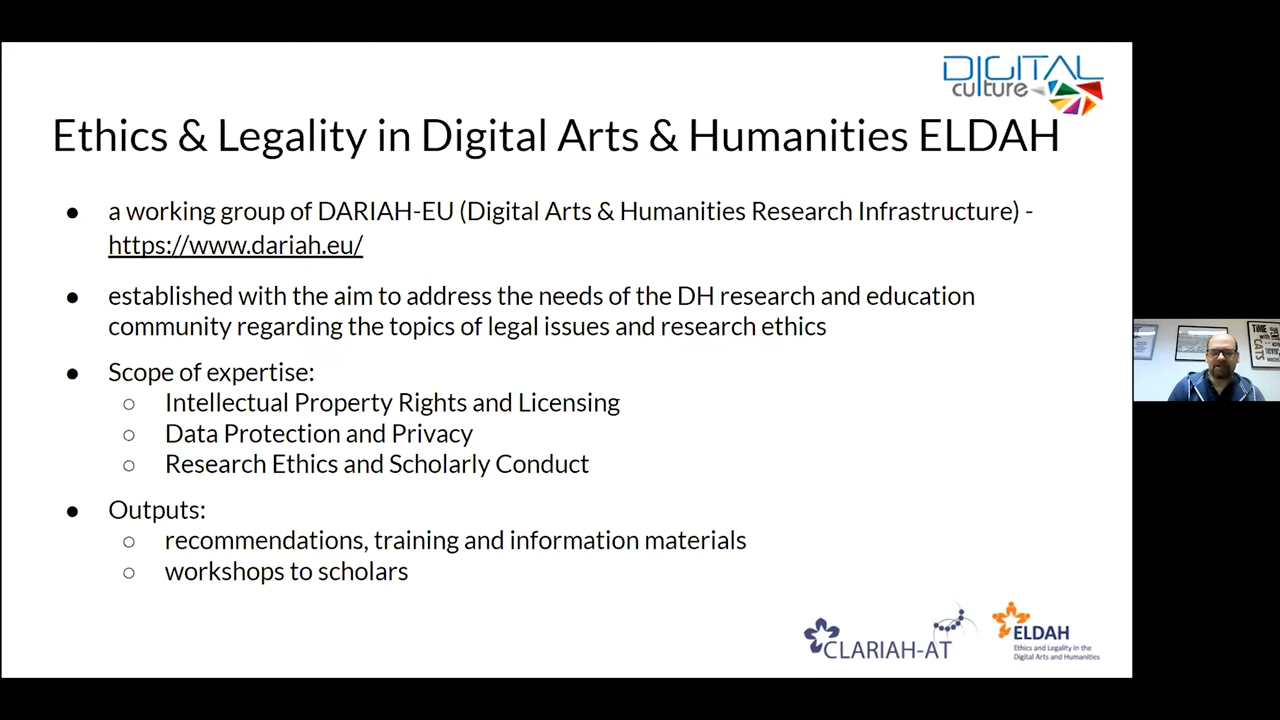 DIGITAL
culture
Ethics & Legality in Digital Arts & Humanities ELDAH
● a working group of DARIAH-EU (Digital Arts & Humanities Research Infrastructure) -
https://www.dariah.eu/
● established with the aim to address the needs of the DH research and education
community regarding the topics of legal issues and research ethics
● Scope of expertise:
○ Intellectual Property Rights and Licensing
○ Data Protection and Privacy
○ Research Ethics and Scholarly Conduct
● Outputs:
○ recommendations, training and information materials
○ workshops to scholars
CLARIAH-AT
ELDAH
Ethics and Legality in the
Digital Arts and Humanities
TIME
CATS